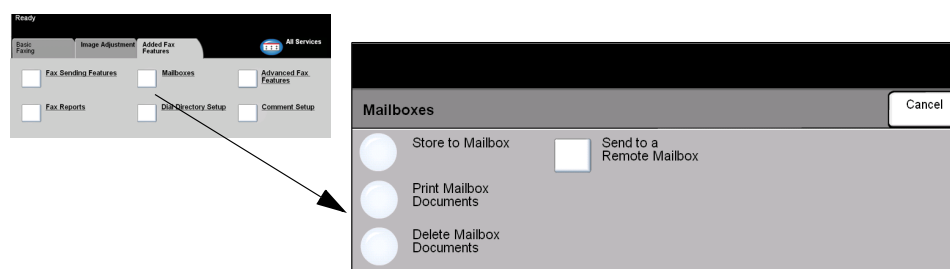 Ready
Basic
Faxing
Image Adjustment
Added Fax
Features
All Services
Fax Sending Features
Mailboxes
Advanced Fax
Features
Fax Reports
Dial Directory Setup
Comment Setup
Mailboxes
Cancel
Store to Mailbox
Send to a
Remote Mailbox
Print Mailbox
Documents
Delete Mailbox
Documents